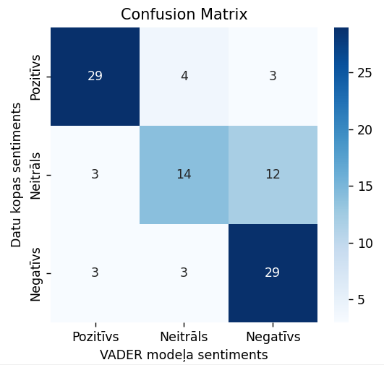 Confusion Matrix
Datu kopas sentiments
Pozitīvs
29 4 3
Neitrāls
3 14 12
Negatīvs
3 3 29
Pozitīvs Neitrāls Negatīvs
VADER modeļa sentiments
25
20
15
10
5